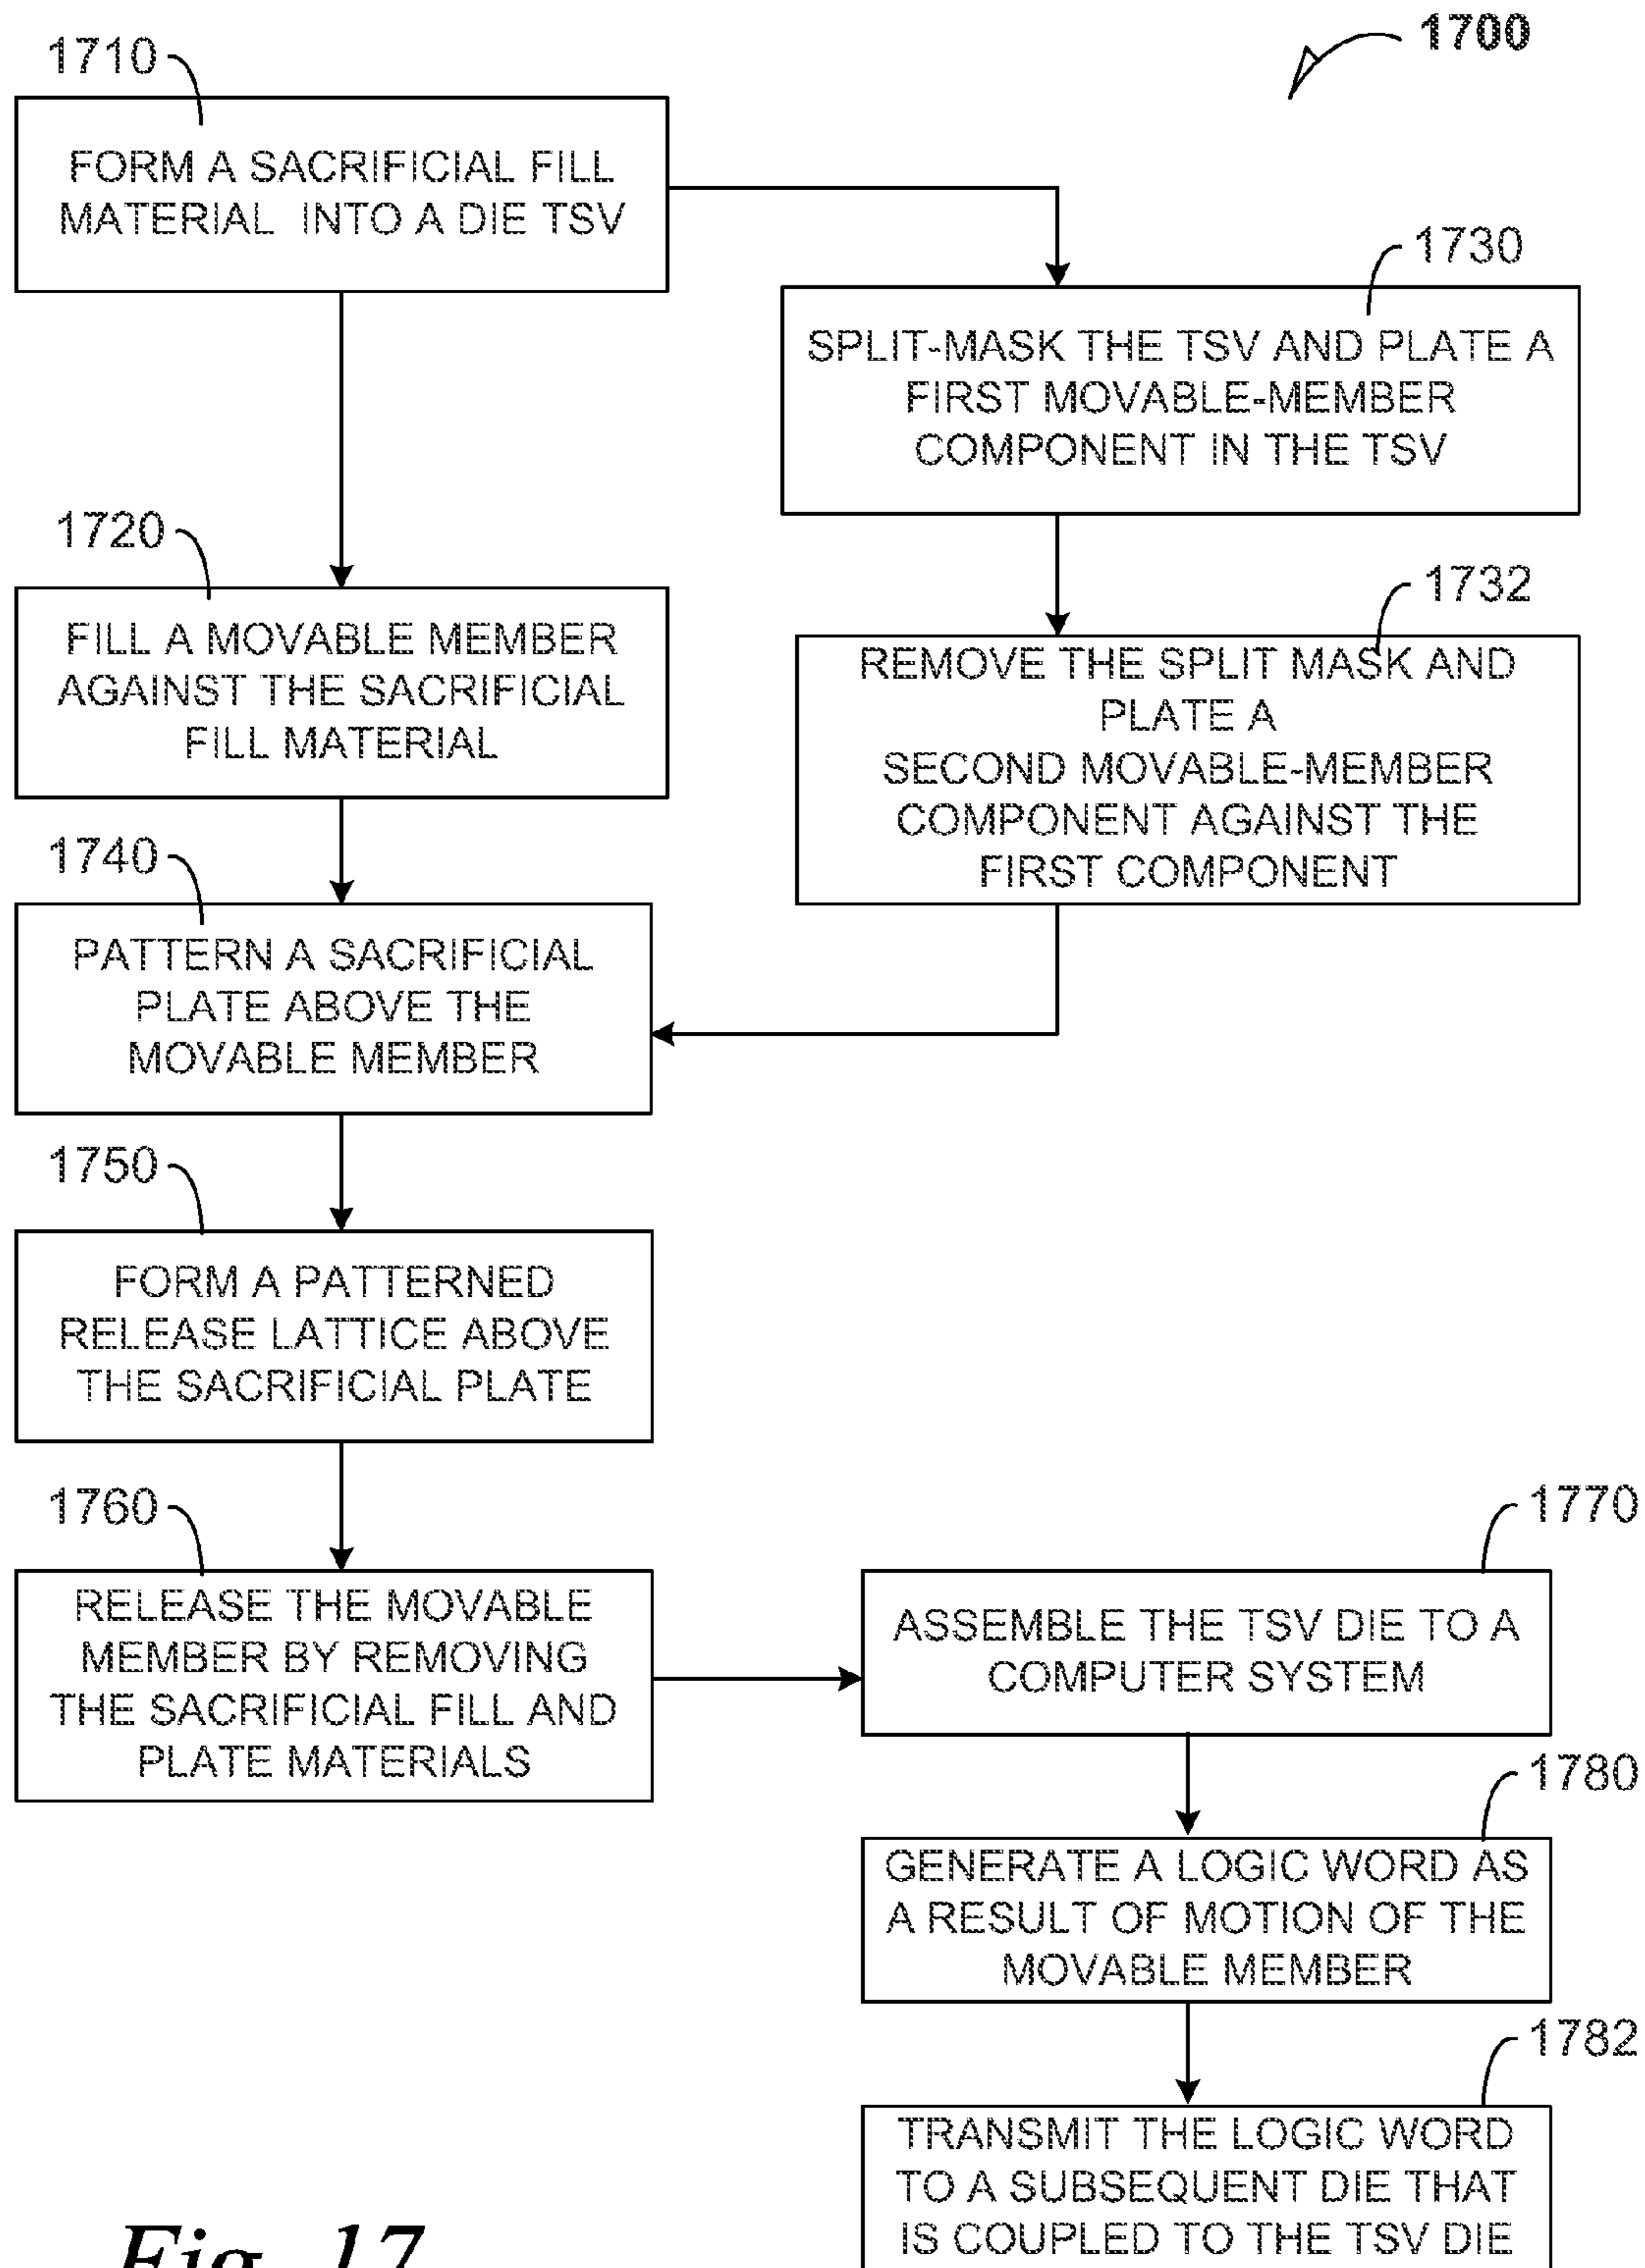 1700
1710
FORM A SACRIFICIAL FILL
MATERIAL INTO A DIE TSV
1730
SPLIT-MASK THE TSV AND PLATE A
FIRST MOVABLE-MEMBER
COMPONENT IN THE TSV
1720
FILL A MOVABLE MEMBER
AGAINST THE SACRIFICIAL
FILL MATERIAL
1732
REMOVE THE SPLIT MASK AND
PLATE A
SECOND MOVABLE-MEMBER
COMPONENT AGAINST THE
FIRST COMPONENT
1740
PATTERN A SACRIFICIAL
PLATE ABOVE THE
MOVABLE MEMBER
1750
FORM A PATTERNED
RELEASE LATTICE ABOVE
THE SACRIFICIAL PLATE
1760
RELEASE THE MOVABLE
MEMBER BY REMOVING
THE SACRIFICIAL FILL AND
PLATE MATERIALS
1770
ASSEMBLE THE TSV DIE TO A
COMPUTER SYSTEM
1780
GENERATE A LOGIC WORD AS
A RESULT OF MOTION OF THE
MOVABLE MEMBER
1782
TRANSMIT THE LOGIC WORD
TO A SUBSEQUENT DIE THAT
IS COUPLED TO THE TSV DIE
Fig. 17